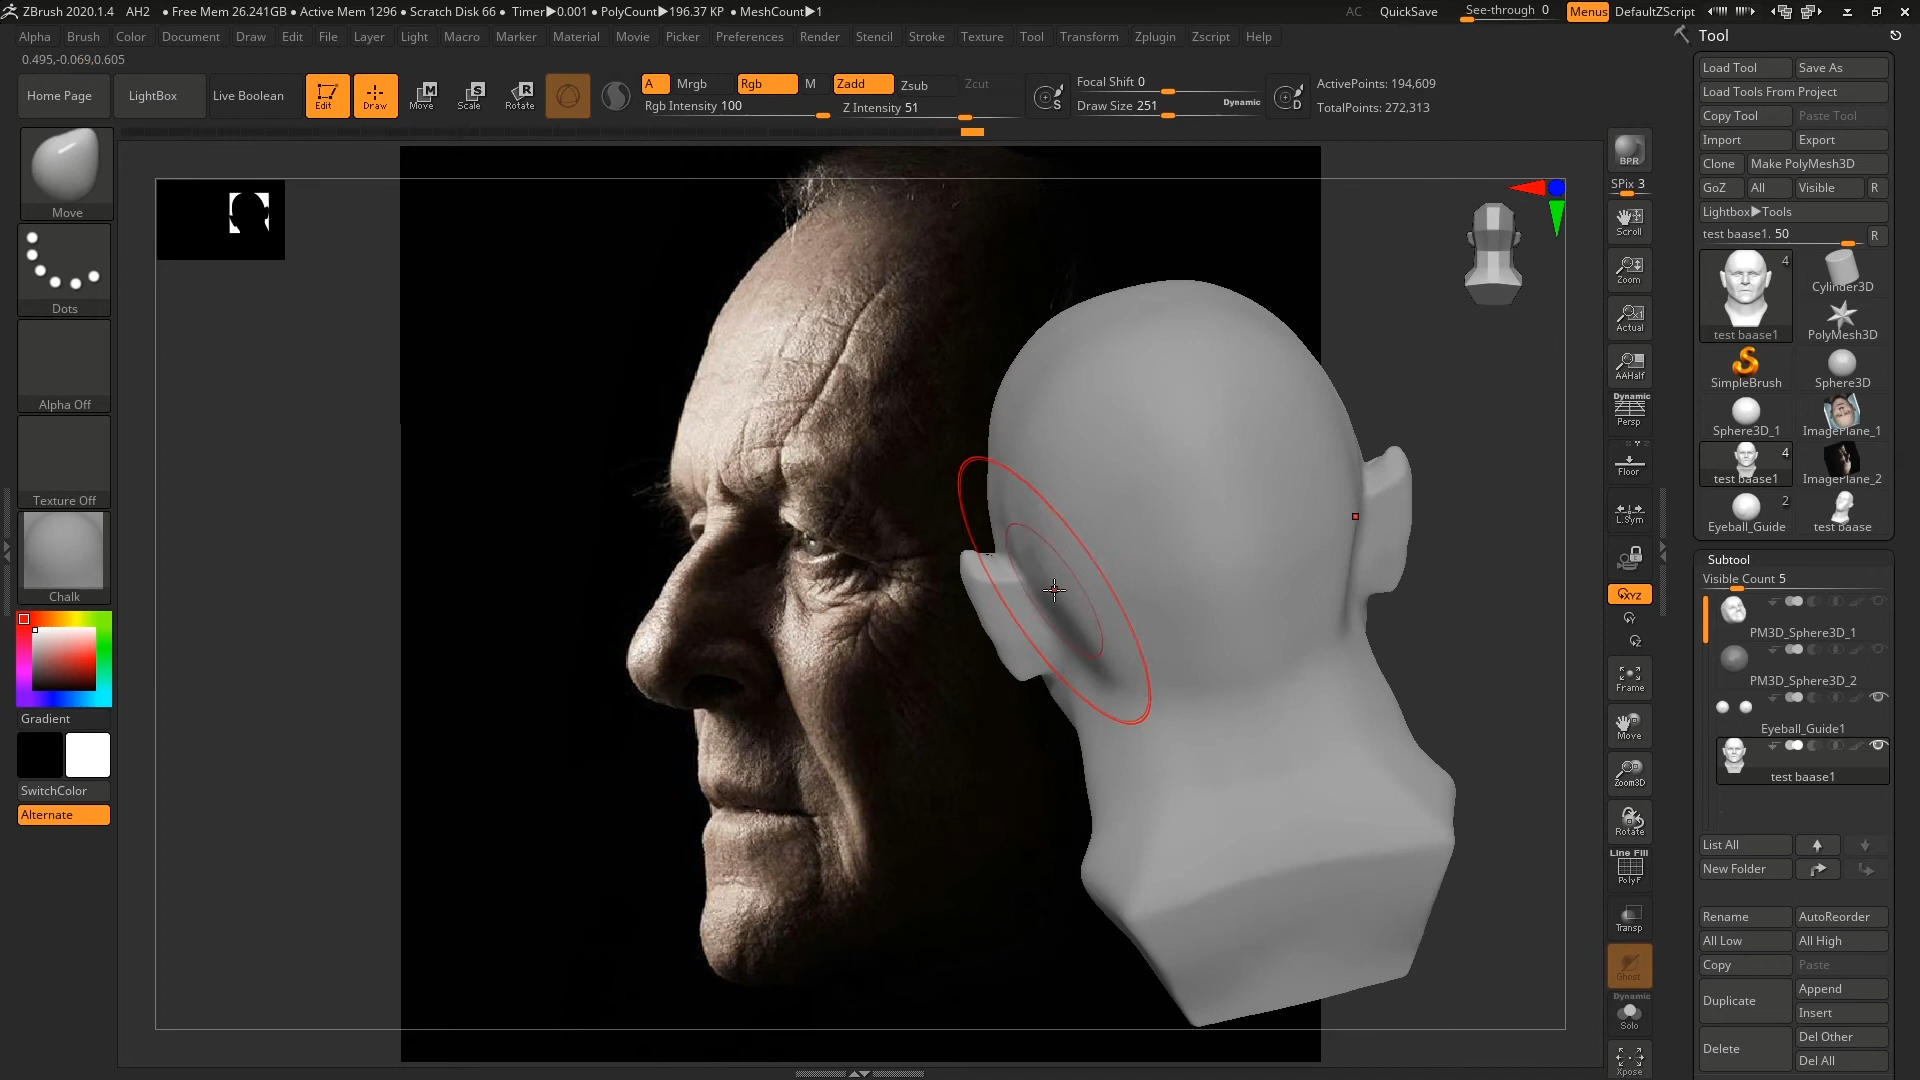 ZBrush 2020.1.4 AH2 • Free Mem 26.241GB • Active Mem 1296 • Scratch Disk 66 • Timer▶0.001 • PolyCount▶196.37 KP • MeshCount▶1 AC QuickSave See-through 0 Menus DefaultZScript
Alpha Brush Color Document Draw Edit File Layer Light Macro Marker Material Movie Picker Preferences Render Stencil Stroke Texture Tool Transform Zplugin Zscript Help
0.495,-0.069,0.605
Home Page LightBox Live Boolean Edit Draw Move Scale Rotate
A Mrgb Rgb M Zadd Zsub Zcut
Rgb Intensity 100 Z Intensity 51
S Focal Shift 0
Draw Size 251 Dynamic
D ActivePoints: 194,609
TotalPoints: 272,313
Move
Dots
Alpha Off
Texture Off
Chalk
Gradient
SwitchColor
Alternate
BPR
SPix 3
Scroll
Zoom
Actual
AAHalf
Dynamic
Persp
Floor
L.Sym
XYZ
Frame
Move
Zoom3D
Rotate
Line Fill
PolyF
Transp
Ghost
Dynamic
Solo
Xpose
Tool
Load Tool Save As
Load Tools From Project
Copy Tool Paste Tool
Import Export
Clone Make PolyMesh3D
GoZ All Visible R
Lightbox▶Tools
test baase1. 50 R
4
test baase1
Cylinder3D
PolyMesh3D
SimpleBrush Sphere3D
Sphere3D_1 ImagePlane_1
4
test baase1 ImagePlane_2
2
Eyeball_Guide test baase
Subtool
Visible Count 5
PM3D_Sphere3D_1
PM3D_Sphere3D_2
Eyeball_Guide1
test baase1
List All
New Folder
Rename AutoReorder
All Low All High
Copy Paste
Duplicate Append
Insert
Delete Del Other
Del All